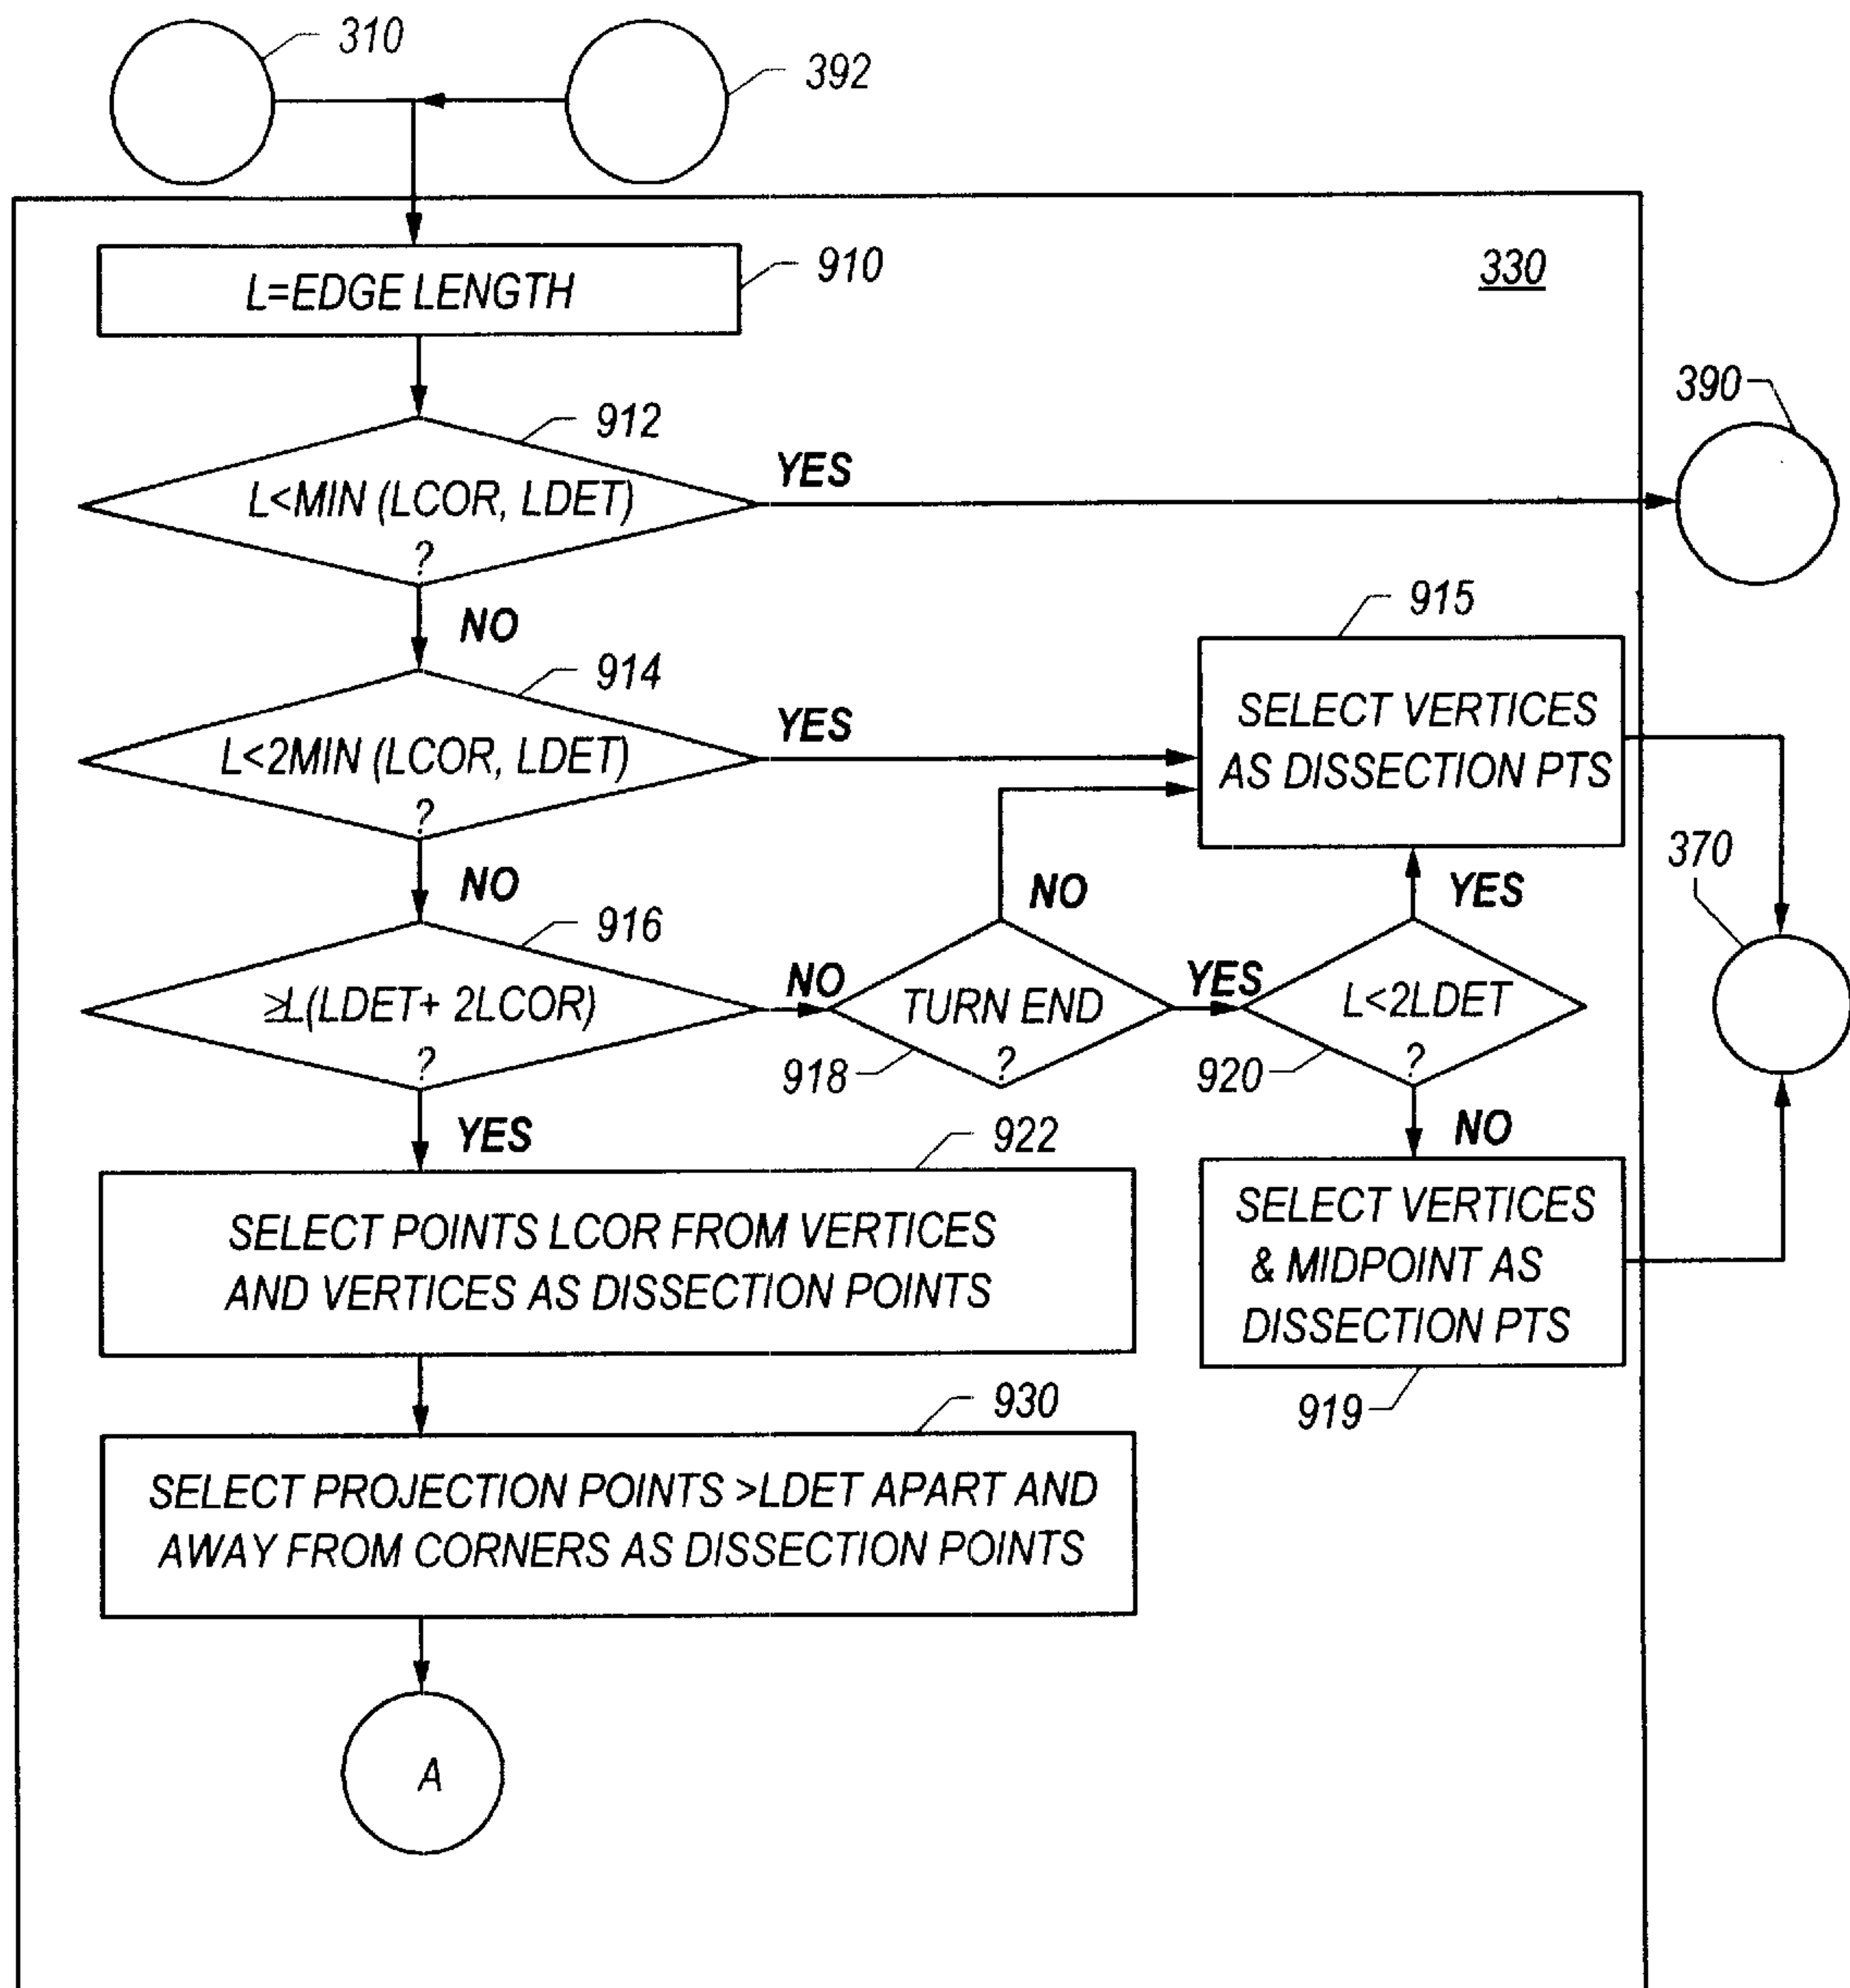 310
392
330
910
L=EDGE LENGTH
912
L<MIN (LCOR, LDET)
?
YES
390
NO
914
L<2MIN (LCOR, LDET)
?
YES
915
SELECT VERTICES
AS DISSECTION PTS
370
NO
916
≥L(LDET+ 2LCOR)
?
NO
TURN END
?
918
NO
YES
L<2LDET
?
920
YES
NO
SELECT VERTICES
& MIDPOINT AS
DISSECTION PTS
919
YES
922
SELECT POINTS LCOR FROM VERTICES
AND VERTICES AS DISSECTION POINTS
930
SELECT PROJECTION POINTS >LDET APART AND
AWAY FROM CORNERS AS DISSECTION POINTS
A